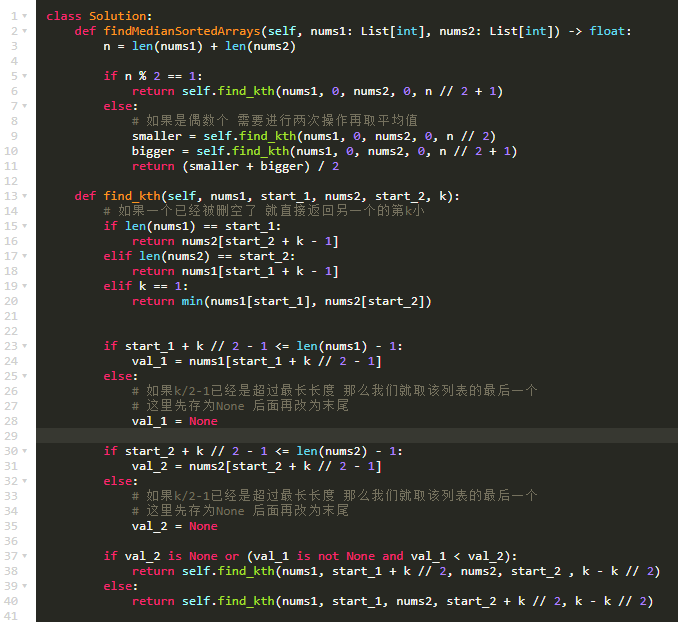 1 class Solution:
2     def findMedianSortedArrays(self, nums1: List[int], nums2: List[int]) -> float:
3         n = len(nums1) + len(nums2)
4
5         if n % 2 == 1:
6             return self.find_kth(nums1, 0, nums2, 0, n // 2 + 1)
7         else:
8             # 如果是偶数个 需要进行两次操作再取平均值
9             smaller = self.find_kth(nums1, 0, nums2, 0, n // 2)
10             bigger = self.find_kth(nums1, 0, nums2, 0, n // 2 + 1)
11             return (smaller + bigger) / 2
12
13     def find_kth(self, nums1, start_1, nums2, start_2, k):
14         # 如果一个已经被删空了 就直接返回另一个的第k小
15         if len(nums1) == start_1:
16             return nums2[start_2 + k - 1]
17         elif len(nums2) == start_2:
18             return nums1[start_1 + k - 1]
19         elif k == 1:
20             return min(nums1[start_1], nums2[start_2])
21
22
23         if start_1 + k // 2 - 1 <= len(nums1) - 1:
24             val_1 = nums1[start_1 + k // 2 - 1]
25         else:
26             # 如果k/2-1已经是超过最长长度 那么我们就取该列表的最后一个
27             # 这里先存为None 后面再改为末尾
28             val_1 = None
29
30         if start_2 + k // 2 - 1 <= len(nums2) - 1:
31             val_2 = nums2[start_2 + k // 2 - 1]
32         else:
33             # 如果k/2-1已经是超过最长长度 那么我们就取该列表的最后一个
34             # 这里先存为None 后面再改为末尾
35             val_2 = None
36
37         if val_2 is None or (val_1 is not None and val_1 < val_2):
38             return self.find_kth(nums1, start_1 + k // 2, nums2, start_2 , k - k // 2)
39         else:
40             return self.find_kth(nums1, start_1, nums2, start_2 + k // 2, k - k // 2)
41